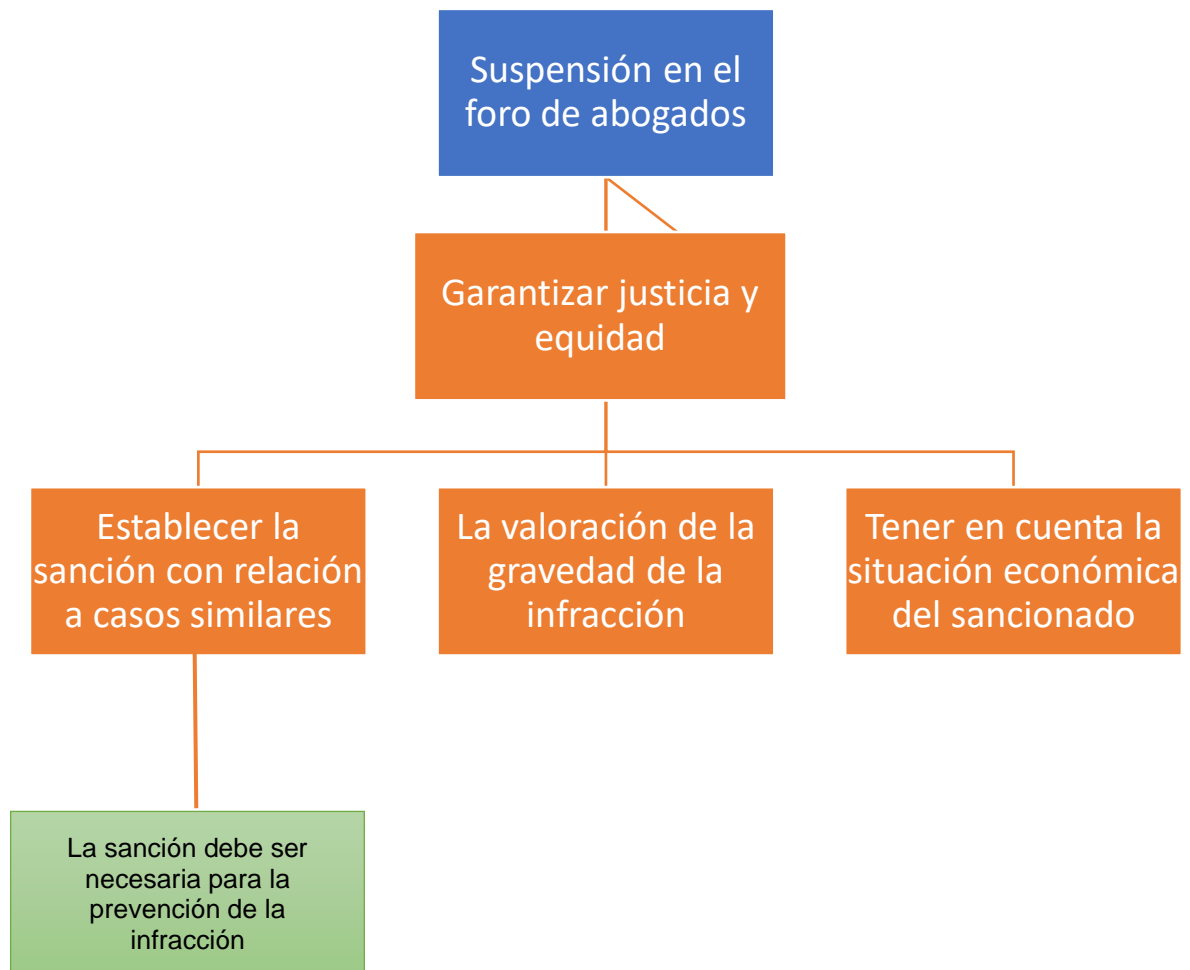 Suspensión en el
foro de abogados
Garantizar justicia y
equidad
Establecer la
sanción con relación
a casos similares
La valoración de la
gravedad de la
infracción
Tener en cuenta la
situación económica
del sancionado
La sanción debe ser
necesaria para la
prevención de la
infracción